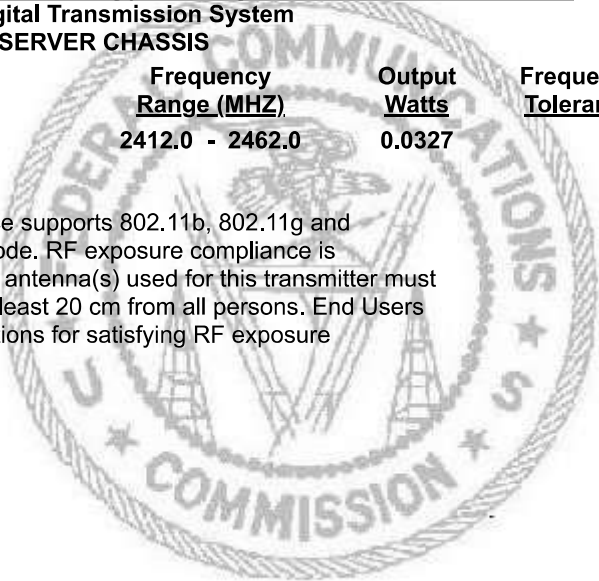 gital Transmission System
SERVER CHASSIS
Frequency Output Freque
Range (MHZ) Watts Toleran
2412.0 - 2462.0 0.0327
e supports 802.11b, 802.11g and
ode. RF exposure compliance is
antenna(s) used for this transmitter must
least 20 cm from all persons. End Users
tions for satisfying RF exposure
FEDERAL COMMUNICATIONS
U ★ COMMISSION ★ S